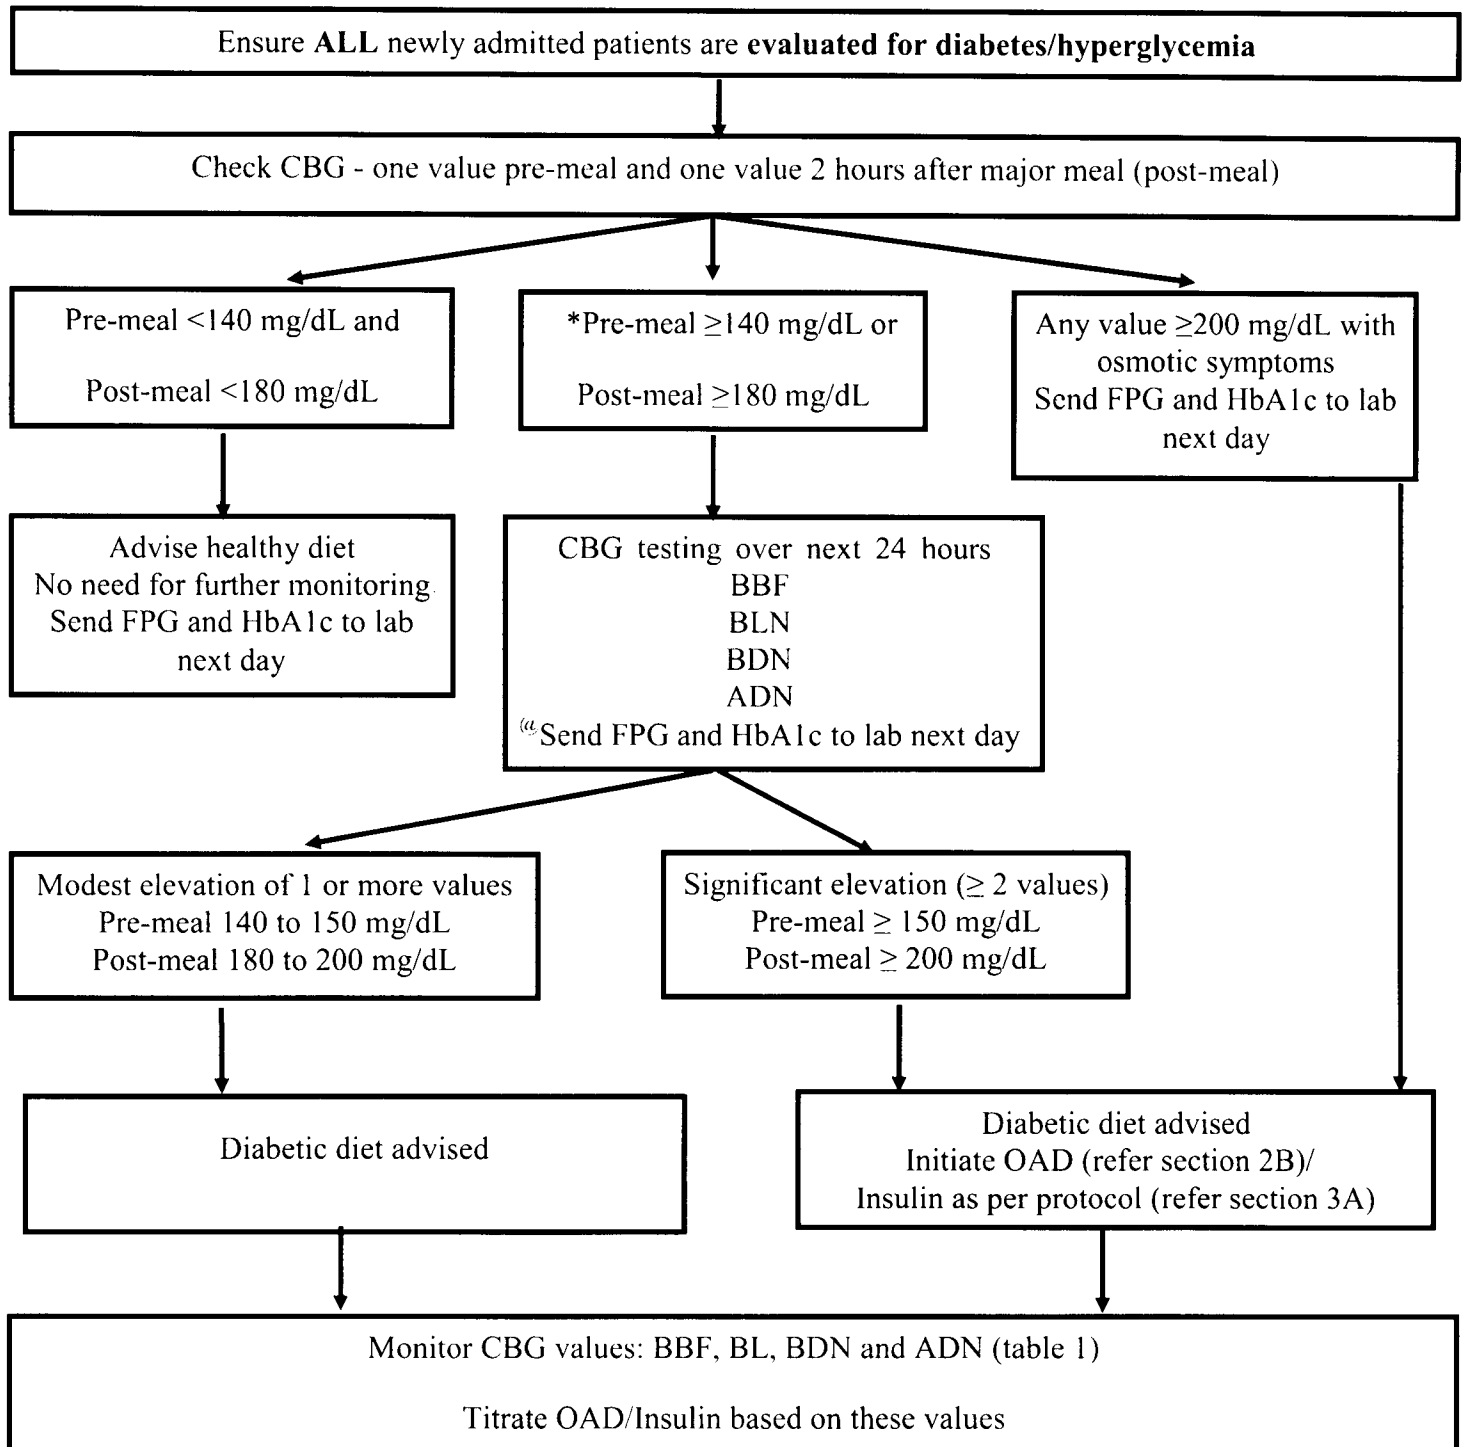 Ensure ALL newly admitted patients are evaluated for diabetes/hyperglycemia
Check CBG - one value pre-meal and one value 2 hours after major meal (post-meal)
Pre-meal <140 mg/dL and
Post-meal <180 mg/dL
*Pre-meal ≥140 mg/dL or
Post-meal ≥180 mg/dL
Any value ≥200 mg/dL with
osmotic symptoms
Send FPG and HbA1c to lab
next day
Advise healthy diet
No need for further monitoring
Send FPG and HbA1c to lab
next day
CBG testing over next 24 hours
BBF
BLN
BDN
ADN
@Send FPG and HbA1c to lab next day
Modest elevation of 1 or more values
Pre-meal 140 to 150 mg/dL
Post-meal 180 to 200 mg/dL
Significant elevation (≥ 2 values)
Pre-meal ≥ 150 mg/dL
Post-meal ≥ 200 mg/dL
Diabetic diet advised
Diabetic diet advised
Initiate OAD (refer section 2B)/
Insulin as per protocol (refer section 3A)
Monitor CBG values: BBF, BL, BDN and ADN (table 1)
Titrate OAD/Insulin based on these values